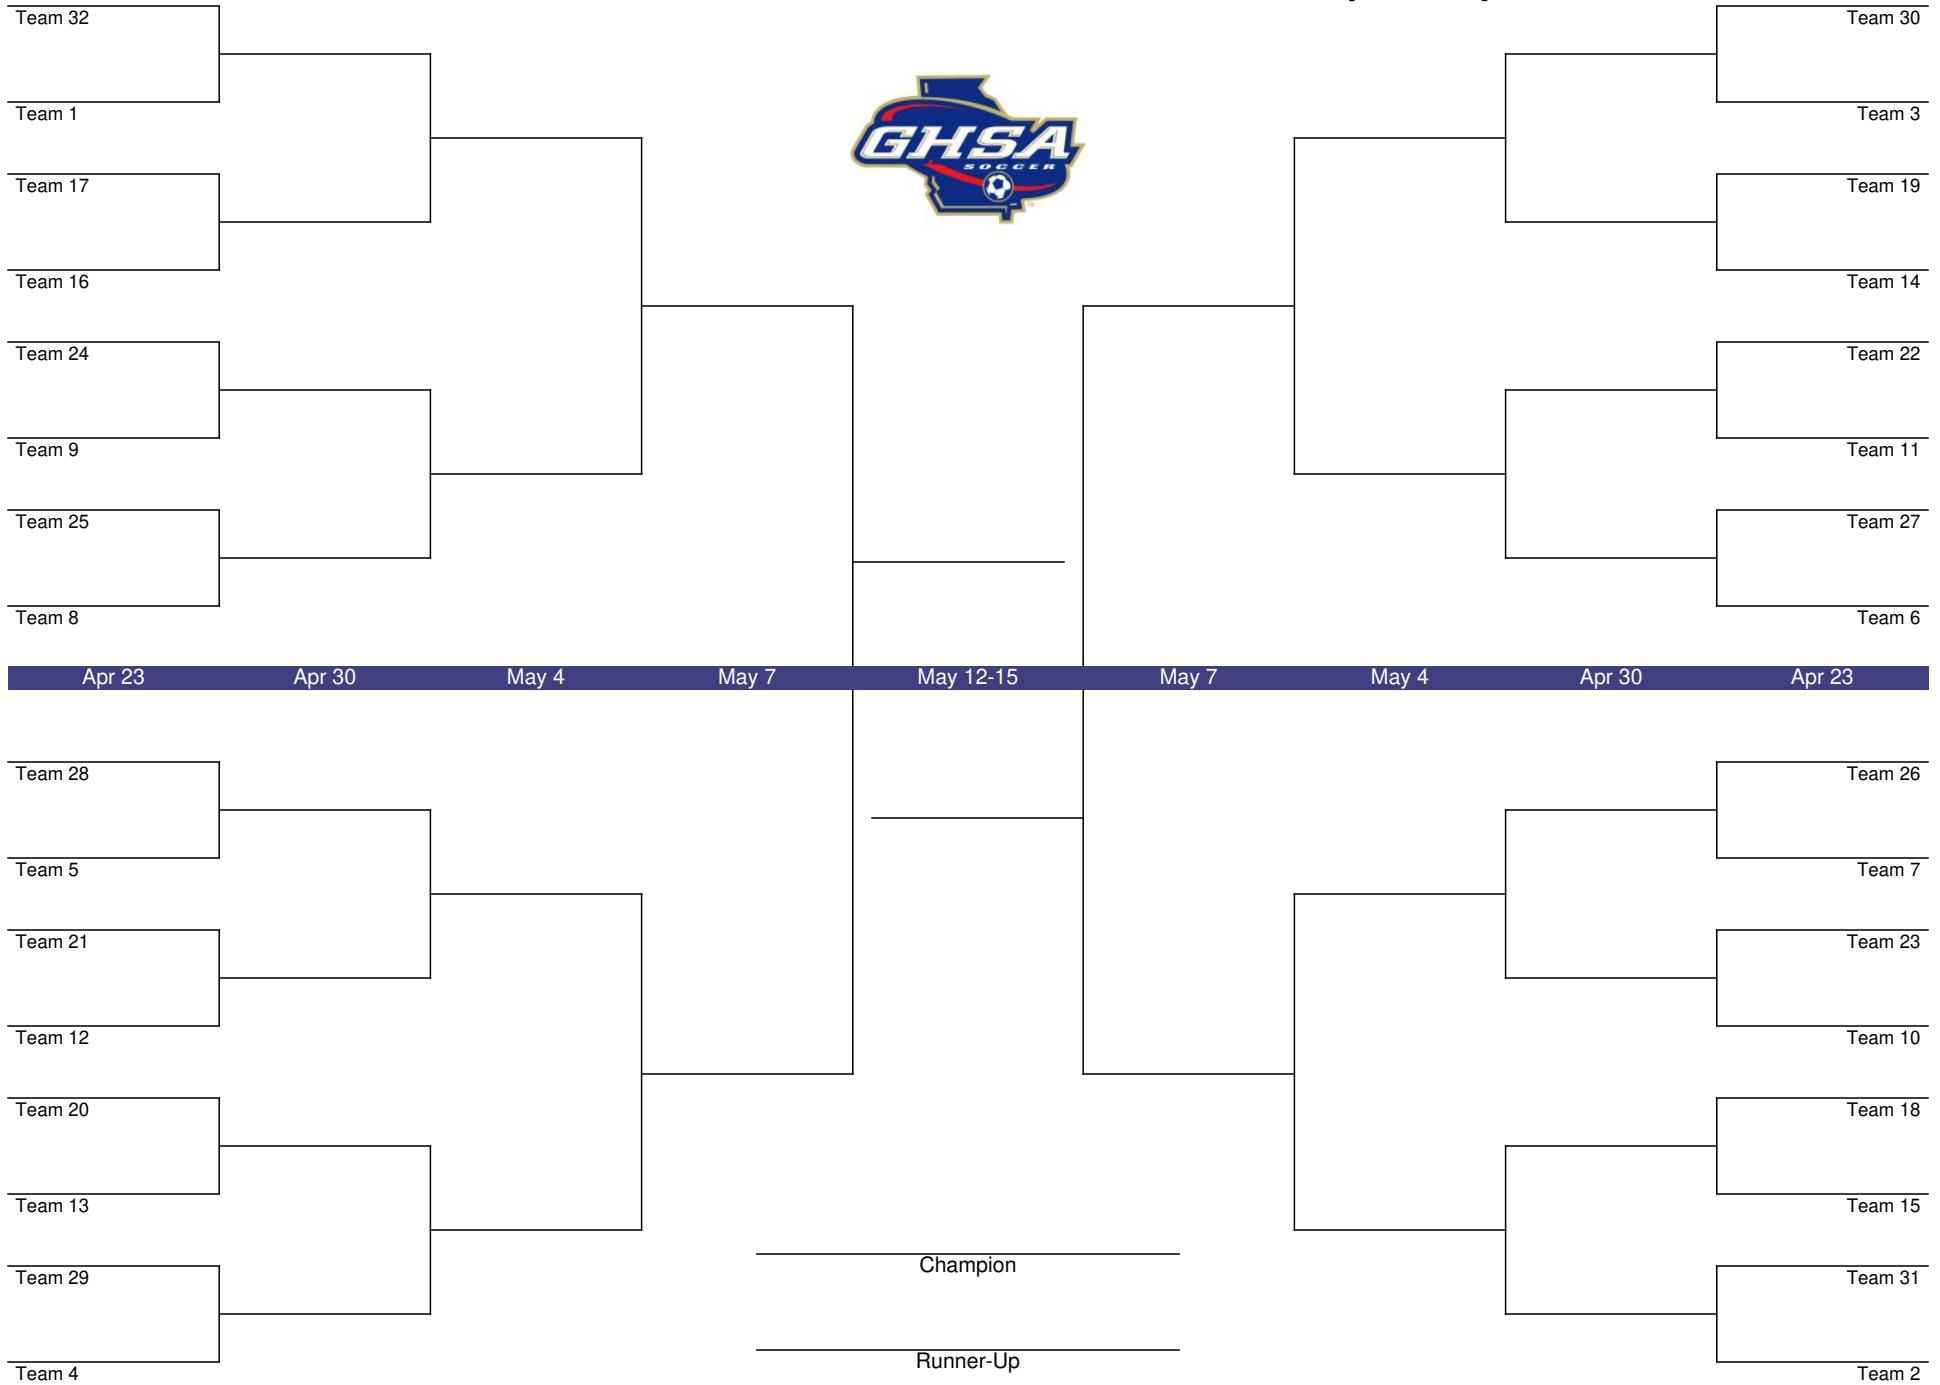 Team 32
Team 1
Team 17
Team 16
Team 24
Team 9
Team 25
Team 8
GHSA
SOCCER
Team 30
Team 3
Team 19
Team 14
Team 22
Team 11
Team 27
Team 6
Apr 23 Apr 30 May 4 May 7 May 12-15 May 7 May 4 Apr 30 Apr 23
Team 28
Team 5
Team 21
Team 12
Team 20
Team 13
Team 29
Team 4
Champion
Runner-Up
Team 26
Team 7
Team 23
Team 10
Team 18
Team 15
Team 31
Team 2